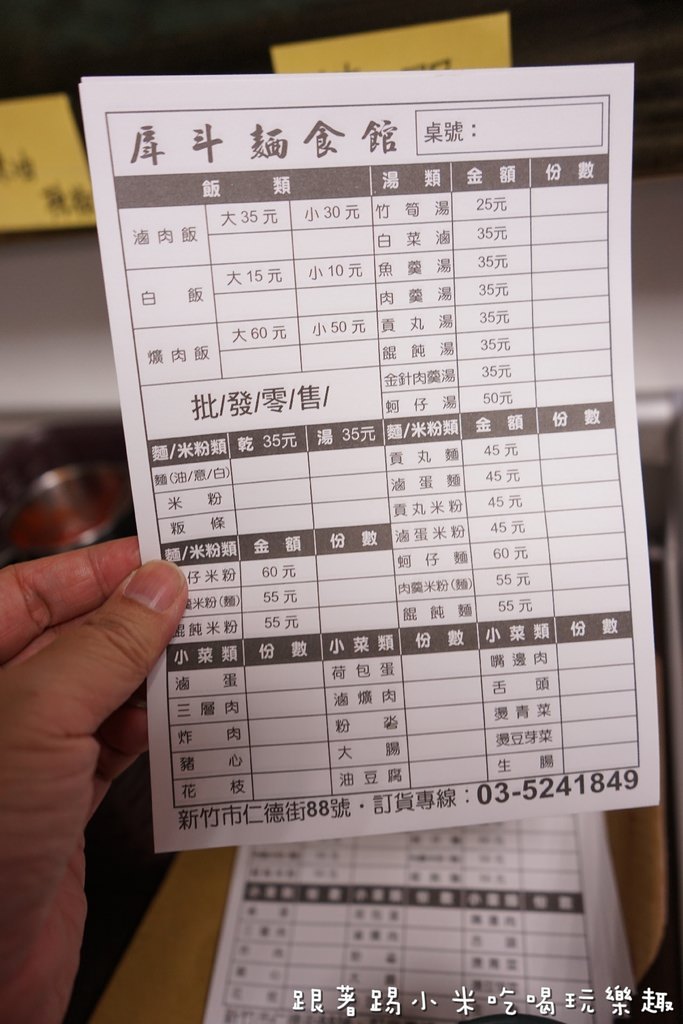 戽斗麵食館
桌號：
飯類 湯類 金額 份數
滷肉飯 大35元 小30元
白飯 大15元 小10元
爌肉飯 大60元 小50元
竹筍湯 25元
白菜滷 35元
魚羹湯 35元
肉羹湯 35元
貢丸湯 35元
餛飩湯 35元
金針肉羹湯 35元
蚵仔湯 50元
批/發/零/售/
麵/米粉類 乾35元 湯35元
麵(油/意/白)
米粉
粄條
麵/米粉類 金額 份數
仔米粉 60元
米粉(麵) 55元
餛飩米粉 55元
麵/米粉類 金額 份數
貢丸麵 45元
滷蛋麵 45元
貢丸米粉 45元
滷蛋米粉 45元
蚵仔麵 60元
肉羹米粉(麵) 55元
餛飩麵 55元
小菜類 份數 小菜類 份數 小菜類 份數
滷蛋 荷包蛋 嘴邊肉
三層肉 滷爌肉 舌頭
炸肉 粉 燙青菜
豬心 大腸 燙豆芽菜
花枝 油豆腐 生腸
新竹市仁德街88號・訂貨專線：03-5241849
跟著踢小米吃喝玩樂趣